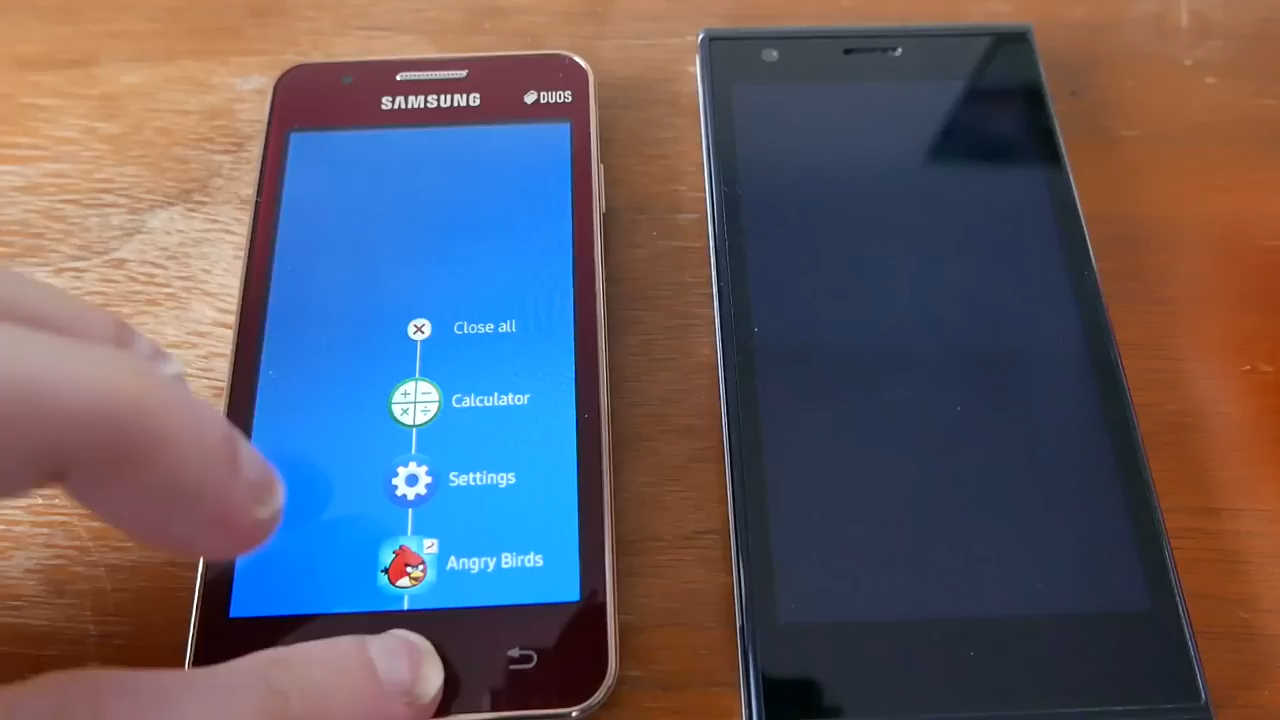 SAMSUNG
DUOS
Close all
Calculator
Settings
Angry Birds